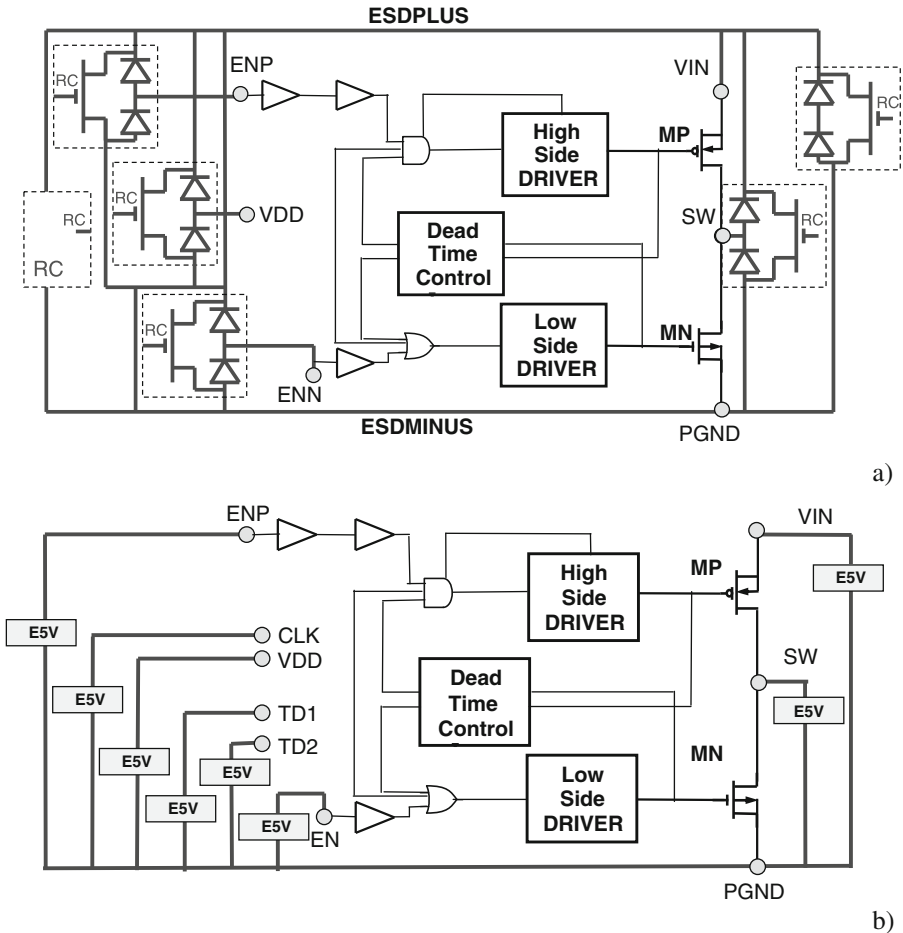 ESDPLUS
RC
ENP
VIN
RC
High
Side
DRIVER
MP
RC
VDD
RC
RC
Dead
Time
Control
SW
RC
RC
Low
Side
DRIVER
MN
ENN
ESDMINUS
PGND
a)
ENP
VIN
High
Side
DRIVER
MP
E5V
E5V
CLK
VDD
SW
E5V
Dead
Time
Control
E5V
TD1
TD2
MN
E5V
E5V
E5V
E5V
EN
Low
Side
DRIVER
PGND
b)